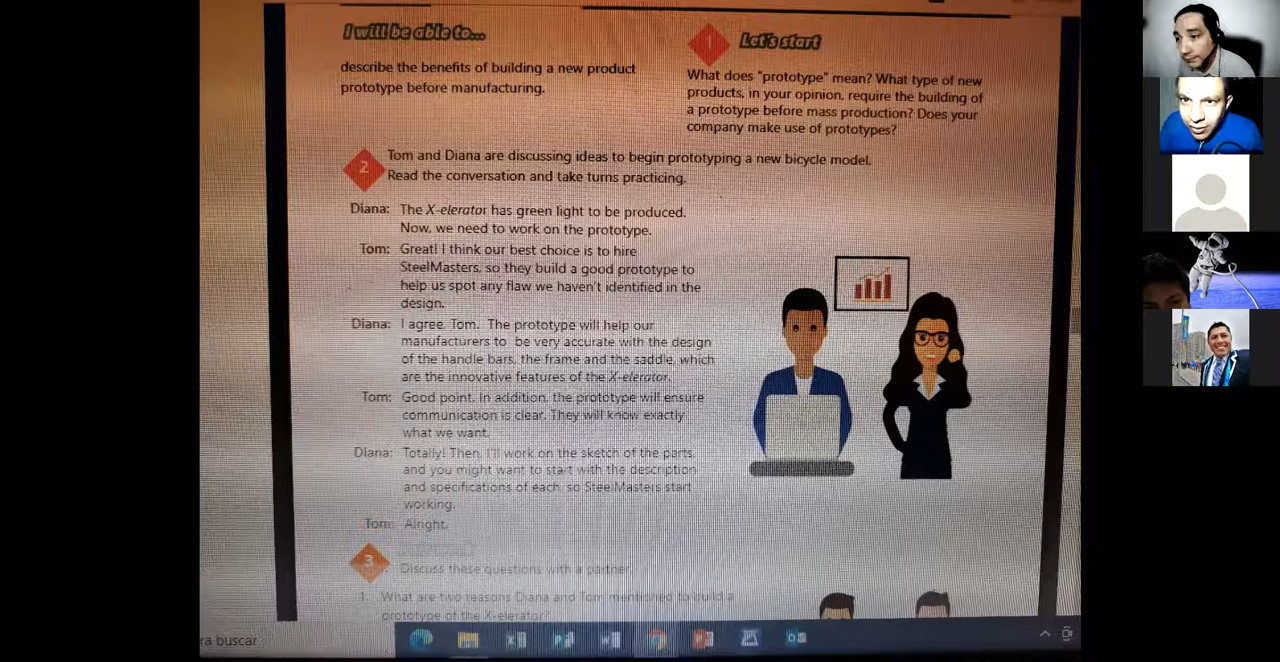 I will be able to...
describe the benefits of building a new product
prototype before manufacturing.
1
Let's start
What does "prototype" mean? What type of new
products, in your opinion, require the building of
a prototype before mass production? Does your
company make use of prototypes?
2
Tom and Diana are discussing ideas to begin prototyping a new bicycle model.
Read the conversation and take turns practicing.
Diana: The X-elerator has green light to be produced.
Now, we need to work on the prototype.
Tom: Great! I think our best choice is to hire
SteelMasters, so they build a good prototype to
help us spot any flaw we haven't identified in the
design.
Diana: I agree, Tom. The prototype will help our
manufacturers to be very accurate with the design
of the handle bars, the frame and the saddle, which
are the innovative features of the X-elerator.
Tom: Good point. In addition, the prototype will ensure
communication is clear. They will know exactly
what we want.
Diana: Totally! Then, I'll work on the sketch of the parts,
and you might want to start with the description
and specifications of each, so SteelMasters start
working.
Tom: Alright.
3
Discuss these questions with a partner.
1. What are two reasons Diana and Tom mentioned to build a
prototype of the X-elerator?
ra buscar